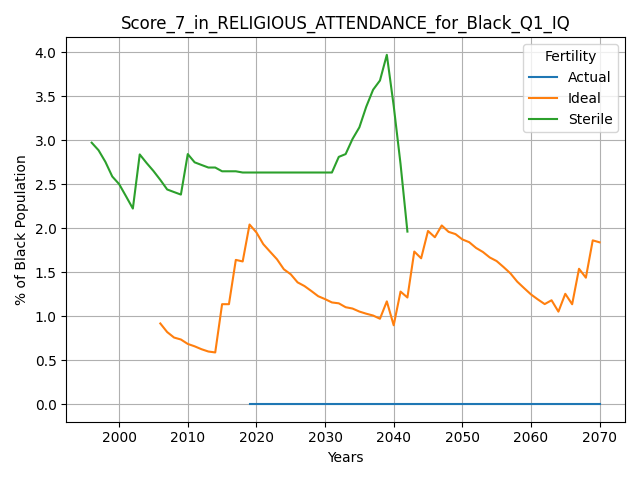 Score_7_in_RELIGIOUS_ATTENDANCE_for_Black_Q1_IQ
Fertility
Actual
Ideal
Sterile
% of Black Population
4.0
3.5
3.0
2.5
2.0
1.5
1.0
0.5
0.0
2000 2010 2020 2030 2040 2050 2060 2070
Years